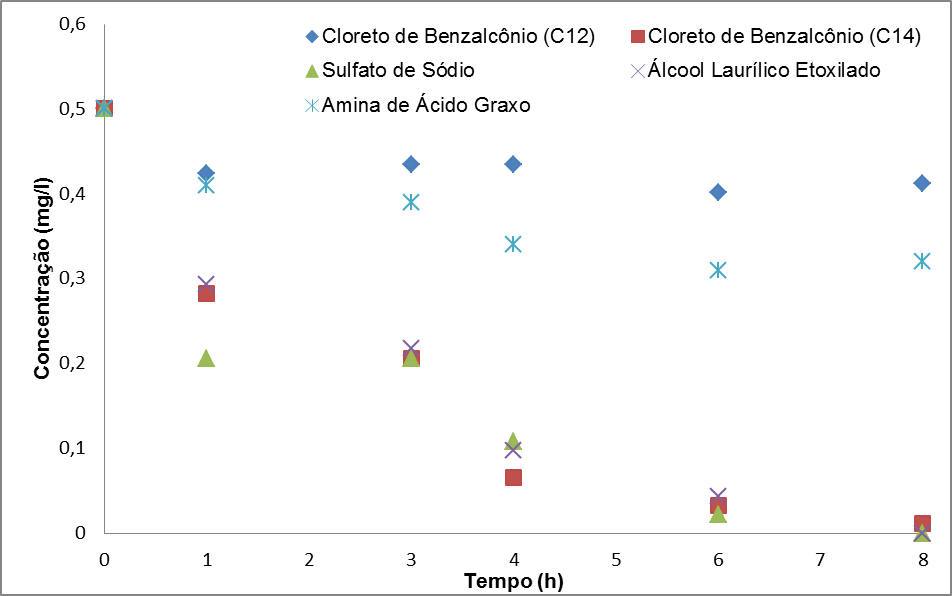 0,6
Cloreto de Benzalcônio (C12) Cloreto de Benzalcônio (C14)
Sulfato de Sódio Álcool Laurílico Etoxilado
Amina de Ácido Graxo
0,5
0,4
0,3
0,2
0,1
0
Concentração (mg/l)
0 1 2 3 4 5 6 7 8
Tempo (h)